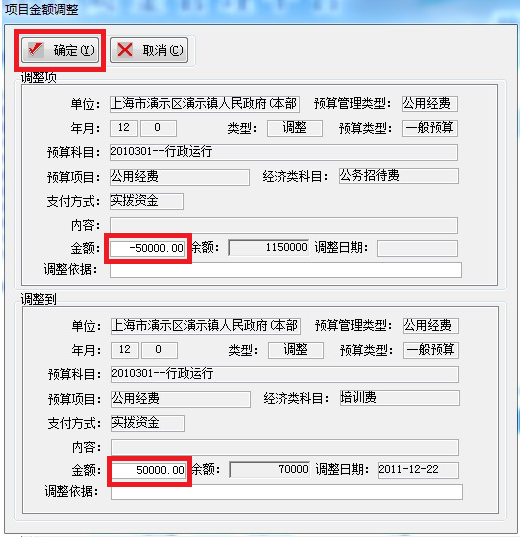 项目金额调整
确定(Y) 取消(C)
调整项
单位: 上海市演示区演示镇人民政府(本部 预算管理类型: 公用经费
年月: 12 0 类型: 调整 预算类型: 一般预算
预算科目: 2010301--行政运行
预算项目: 公用经费 经济类科目: 公务招待费
支付方式: 实拨资金
内容:
金额: -50000.00 余额: 1150000 调整日期:
调整依据:
调整到
单位: 上海市演示区演示镇人民政府(本部 预算管理类型: 公用经费
年月: 12 0 类型: 调整 预算类型: 一般预算
预算科目: 2010301--行政运行
预算项目: 公用经费 经济类科目: 培训费
支付方式: 实拨资金
内容:
金额: 50000.00 余额: 70000 调整日期: 2011-12-22
调整依据: